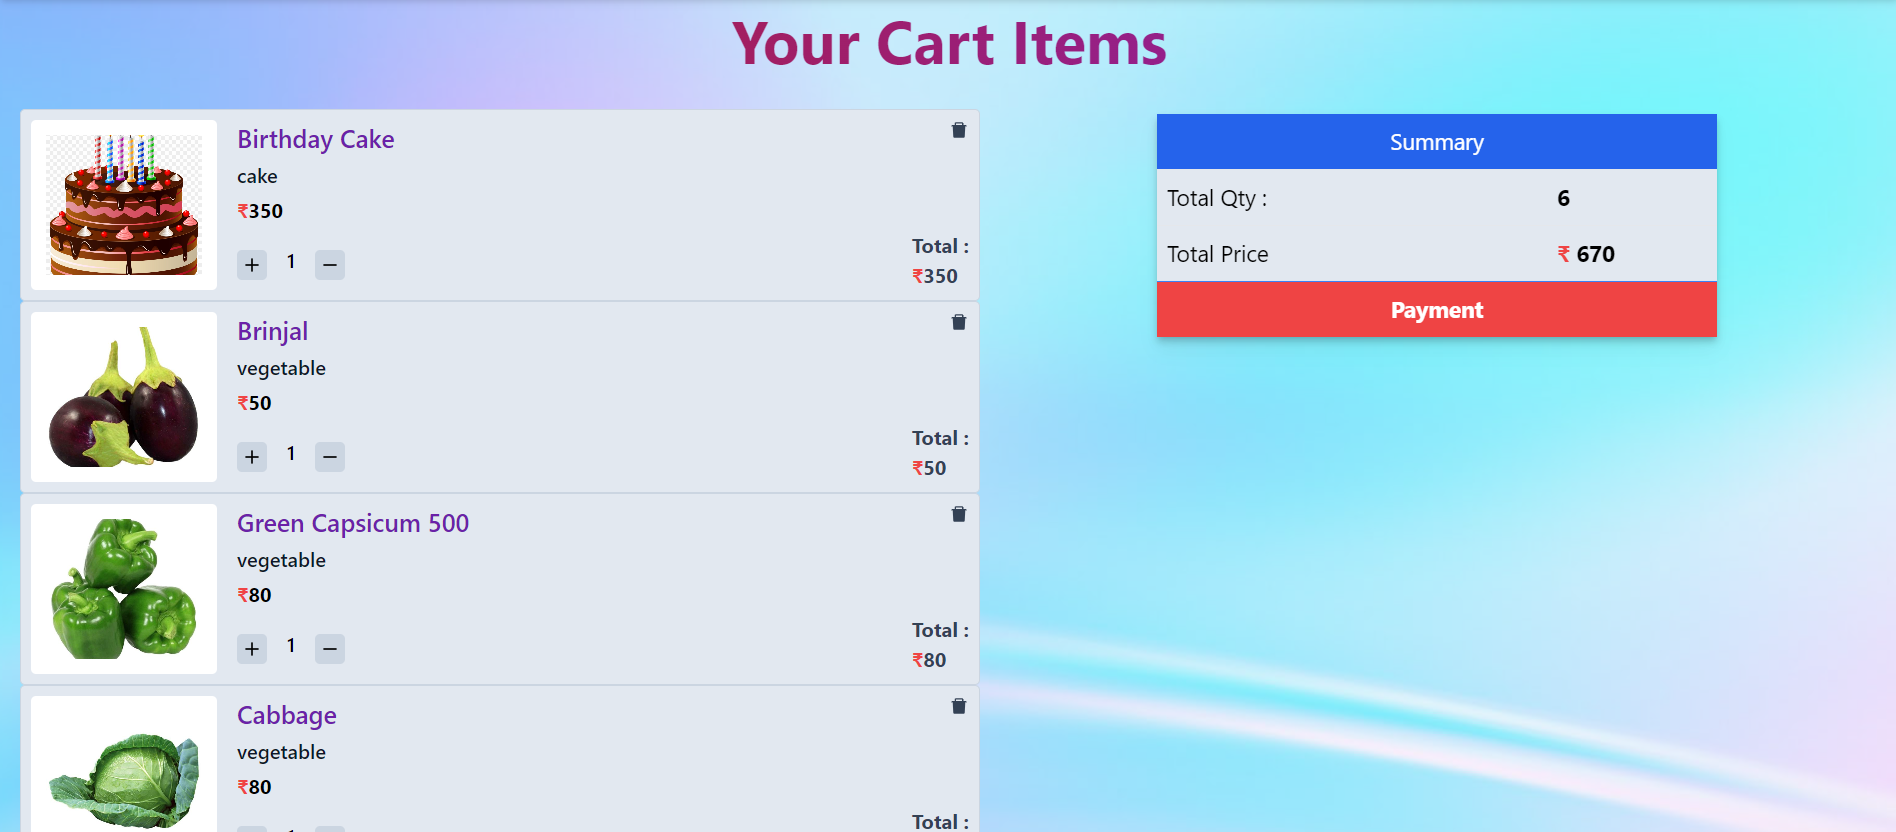 Your Cart Items
Birthday Cake
cake
₹350
+ 1 −
Total :
₹350
Brinjal
vegetable
₹50
+ 1 −
Total :
₹50
Green Capsicum 500
vegetable
₹80
+ 1 −
Total :
₹80
Cabbage
vegetable
₹80
Total :
Summary
Total Qty : 6
Total Price ₹ 670
Payment